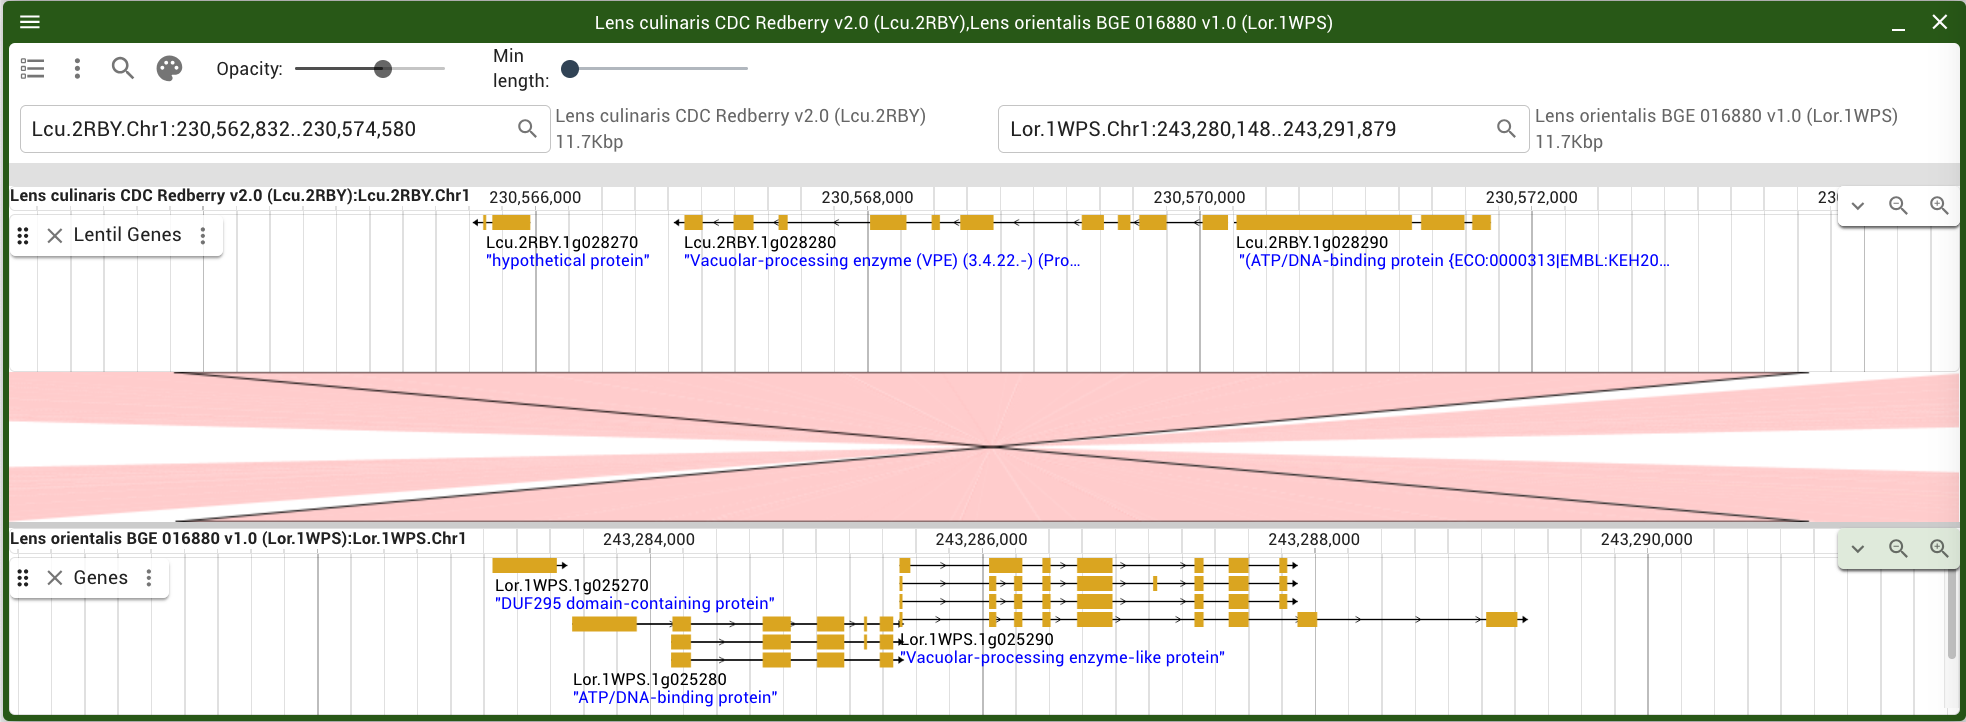 Lens culinaris CDC Redberry v2.0 (Lcu.2RBY),Lens orientalis BGE 016880 v1.0 (Lor.1WPS)
Opacity:
Min
length:
Lcu.2RBY.Chr1:230,562,832..230,574,580
Lens culinaris CDC Redberry v2.0 (Lcu.2RBY)
11.7Kbp
Lor.1WPS.Chr1:243,280,148..243,291,879
Lens orientalis BGE 016880 v1.0 (Lor.1WPS)
11.7Kbp
Lens culinaris CDC Redberry v2.0 (Lcu.2RBY):Lcu.2RBY.Chr1
230,566,000 230,568,000 230,570,000 230,572,000 230
Lentil Genes
Lcu.2RBY.1g028270 Lcu.2RBY.1g028280 Lcu.2RBY.1g028290
"hypothetical protein" "Vacuolar-processing enzyme (VPE) (3.4.22.-) (Pro... "(ATP/DNA-binding protein {ECO:0000313|EMBL:KEH20...
Lens orientalis BGE 016880 v1.0 (Lor.1WPS):Lor.1WPS.Chr1
243,284,000 243,286,000 243,288,000 243,290,000
Genes
Lor.1WPS.1g025270
"DUF295 domain-containing protein"
Lor.1WPS.1g025290
"Vacuolar-processing enzyme-like protein"
Lor.1WPS.1g025280
"ATP/DNA-binding protein"